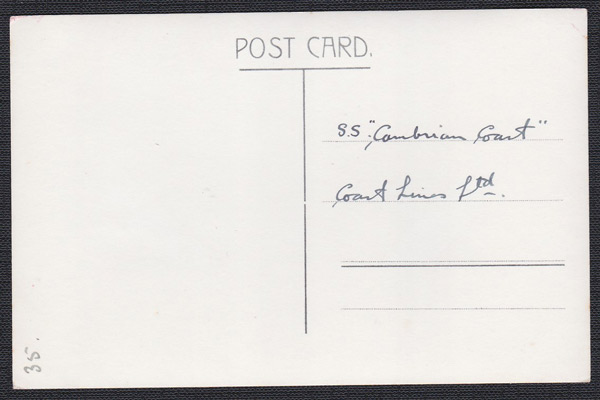 POST CARD.
S.S "Cambrian Coast"
Coast Lines Ltd.
35.